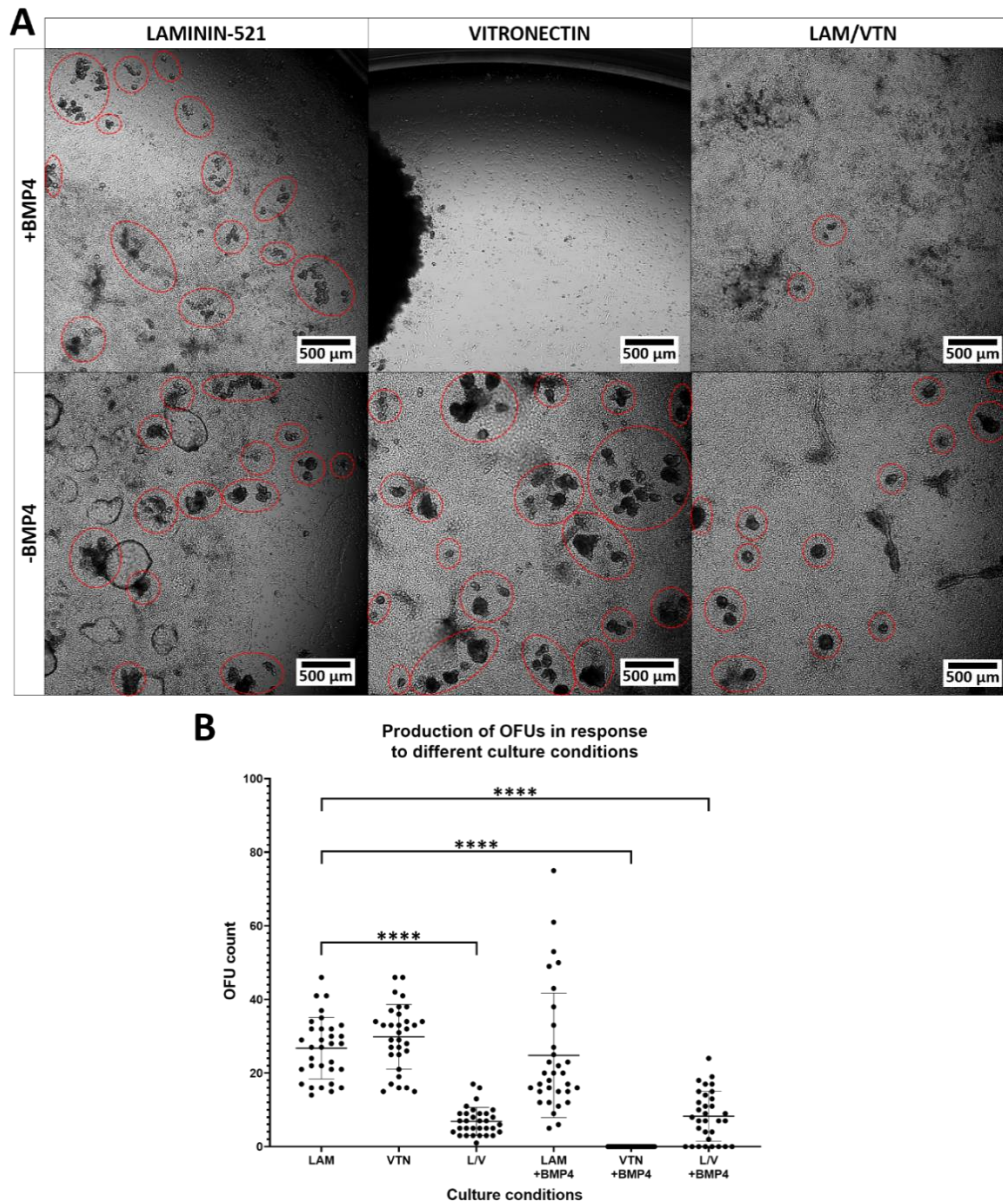 A
LAMININ-521
VITRONECTIN
LAM/VTN
+BMP4
500 µm
500 µm
500 µm
-BMP4
500 µm
500 µm
500 µm
B
Production of OFUs in response
to different culture conditions
100
80
60
40
20
0
OFU count
****
****
****
LAM
VTN
L/V
LAM
+BMP4
VTN
+BMP4
L/V
+BMP4
Culture conditions